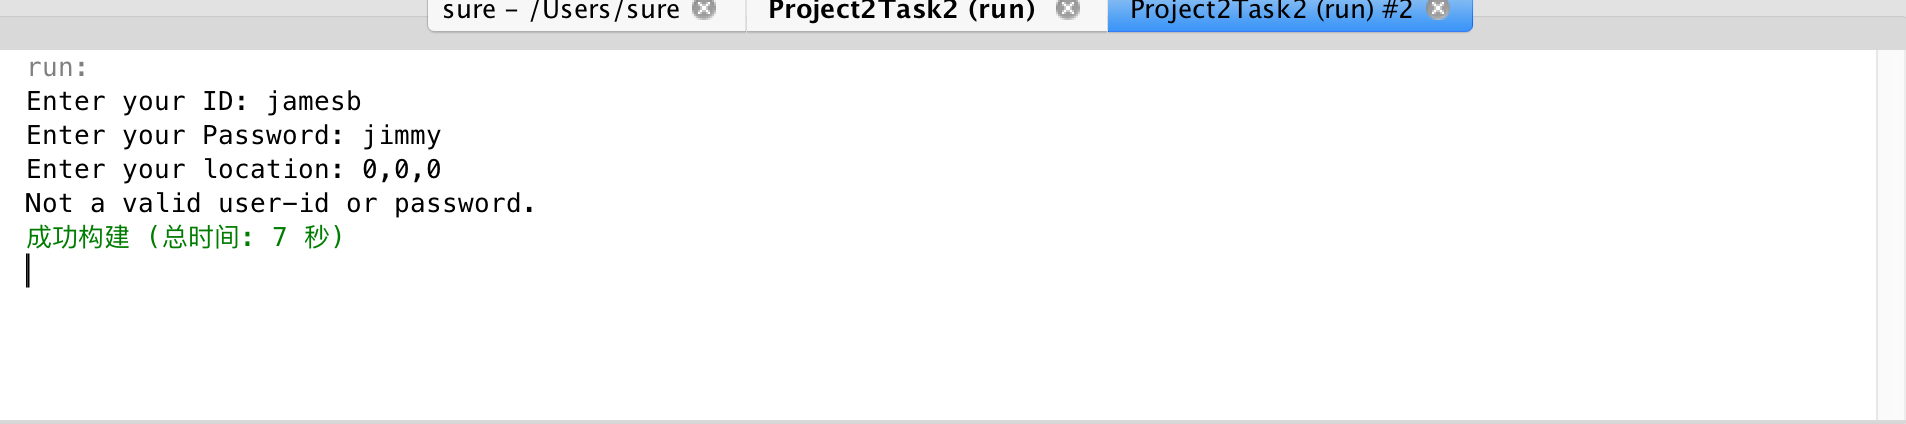 sure - /Users/sure Project2Task2 (run) Project2Task2 (run) #2
run:
Enter your ID: jamesb
Enter your Password: jimmy
Enter your location: 0,0,0
Not a valid user-id or password.
成功构建 (总时间: 7 秒)